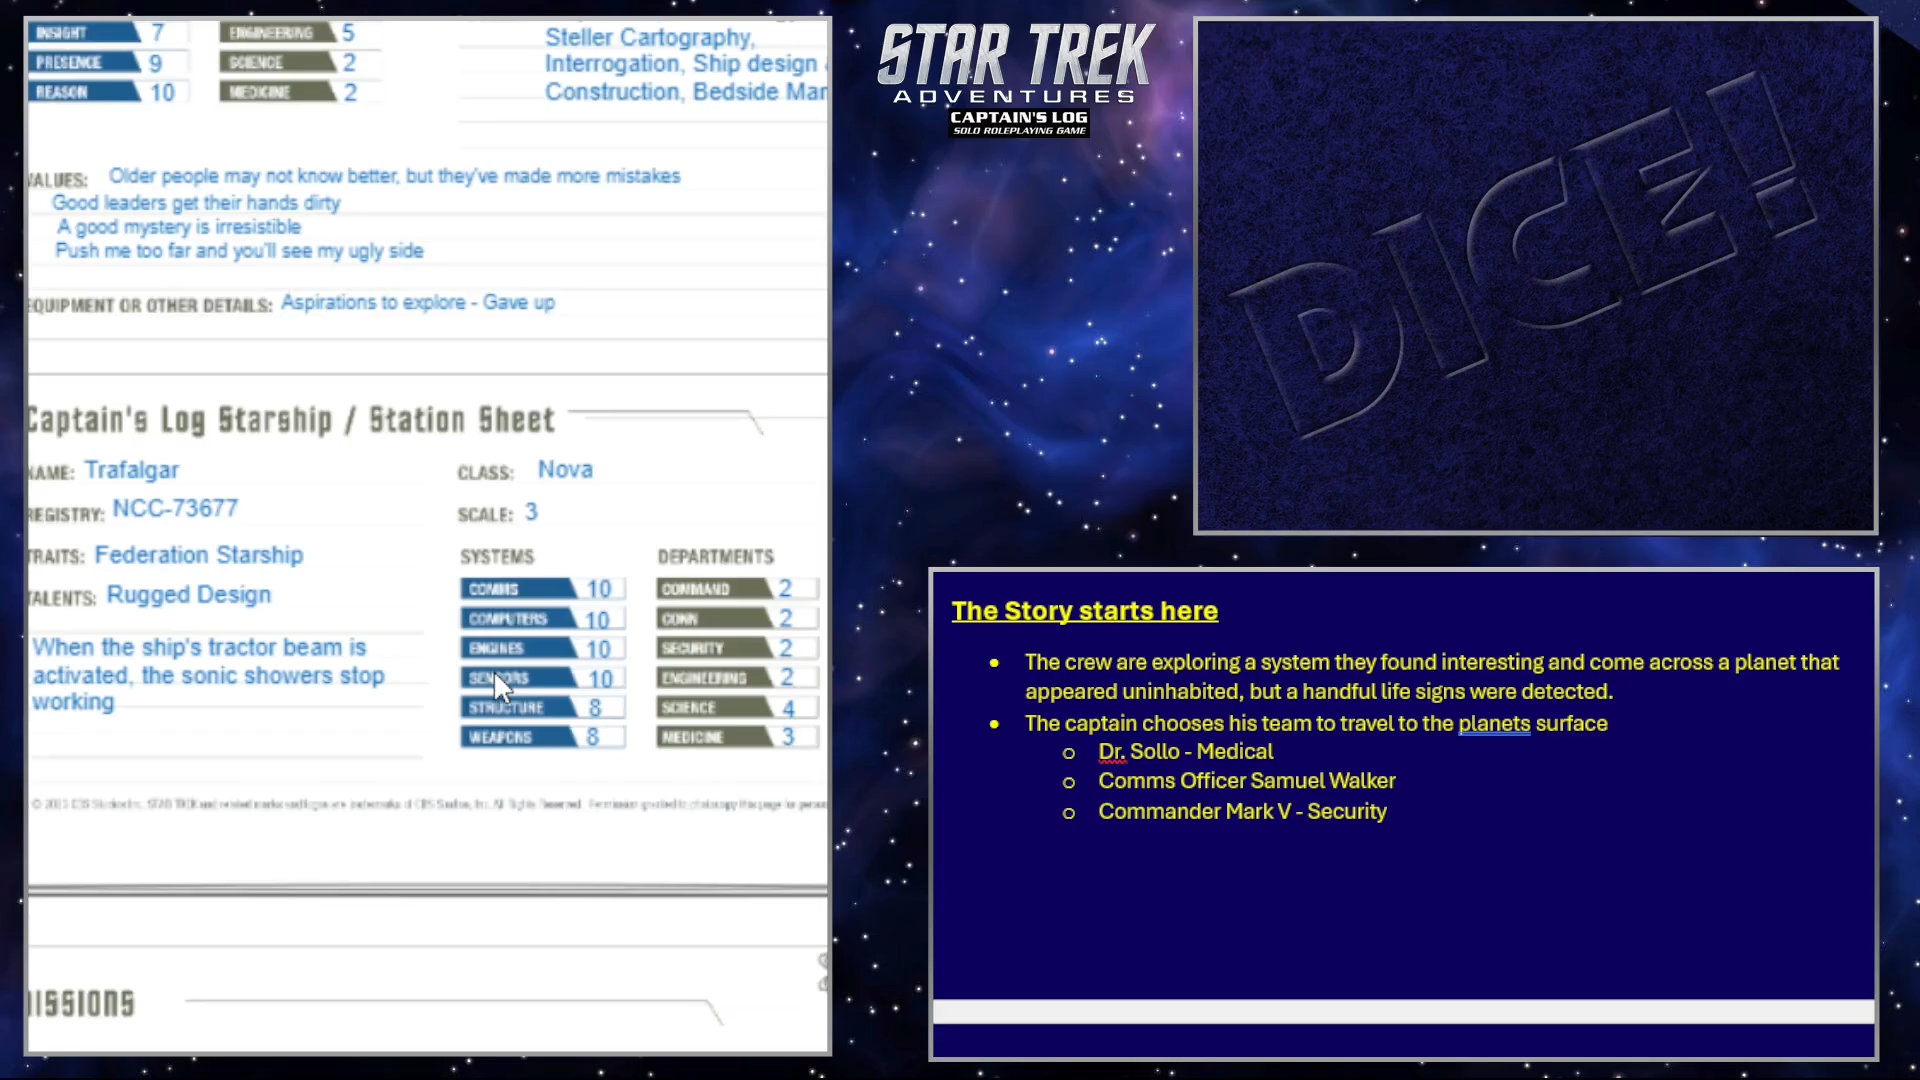 INSIGHT 7 ENGINEERING 5
PRESENCE 9 SCIENCE 2
REASON 10 MEDICINE 2
Steller Cartography,
Interrogation, Ship design
Construction, Bedside Mar
VALUES: Older people may not know better, but they've made more mistakes
Good leaders get their hands dirty
A good mystery is irresistible
Push me too far and you'll see my ugly side
EQUIPMENT OR OTHER DETAILS: Aspirations to explore - Gave up
Captain's Log Starship / Station Sheet
NAME: Trafalgar CLASS: Nova
REGISTRY: NCC-73677 SCALE: 3
TRAITS: Federation Starship
TALENTS: Rugged Design
When the ship's tractor beam is
activated, the sonic showers stop
working
SYSTEMS DEPARTMENTS
COMMS 10 COMMAND 2
COMPUTERS 10 CONN 2
ENGINES 10 SECURITY 2
SENSORS 10 ENGINEERING 2
STRUCTURE 8 SCIENCE 4
WEAPONS 8 MEDICINE 3
MISSIONS
STAR TREK
ADVENTURES
CAPTAIN'S LOG
SOLO ROLEPLAYING GAME
DICE!
The Story starts here
• The crew are exploring a system they found interesting and come across a planet that
appeared uninhabited, but a handful life signs were detected.
• The captain chooses his team to travel to the planets surface
o Dr. Sollo - Medical
o Comms Officer Samuel Walker
o Commander Mark V - Security